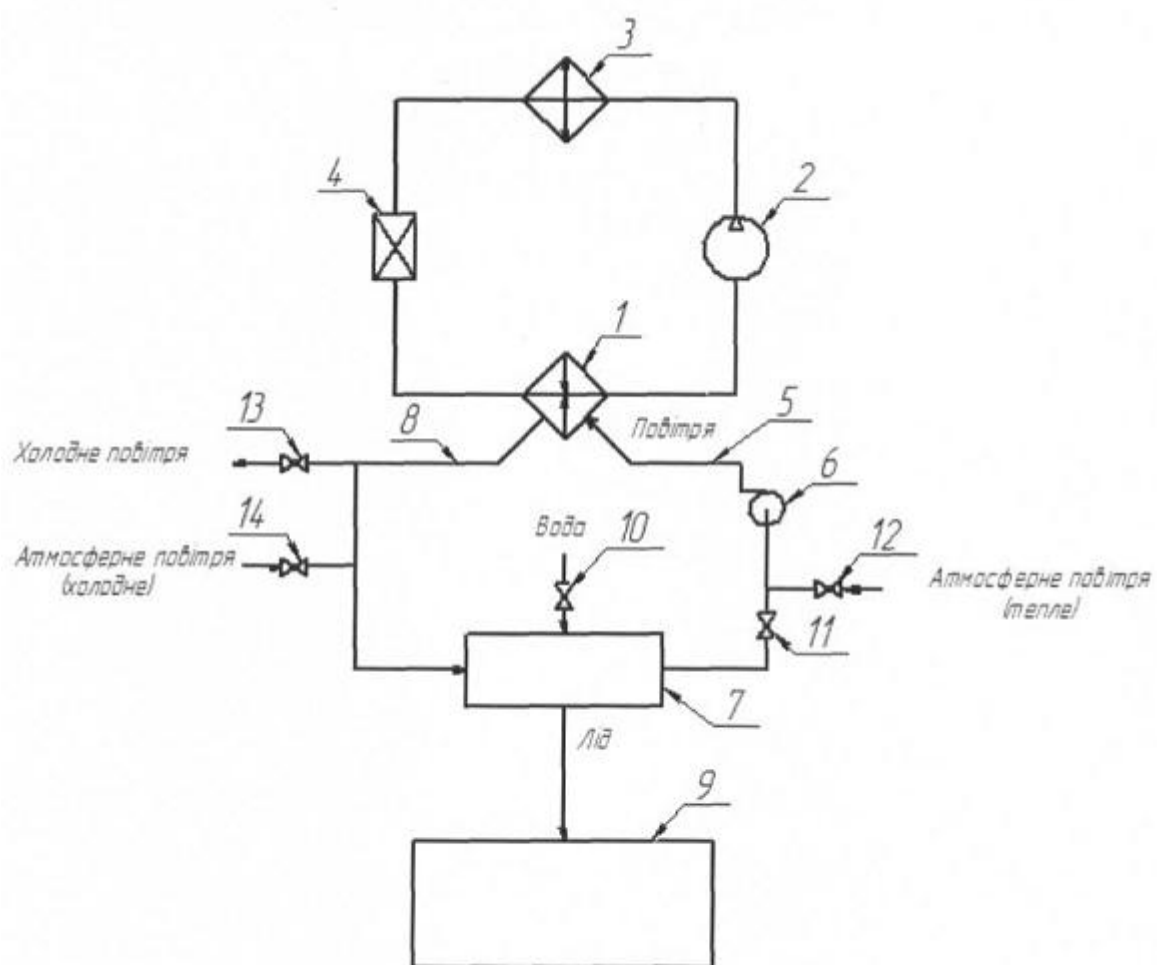 3
4
2
1
13
8
Повітря
5
Холодне повітря
6
14
Вода
10
12
Атмосферне повітря
(холодне)
Атмосферне повітря
(тепле)
11
7
Лід
9